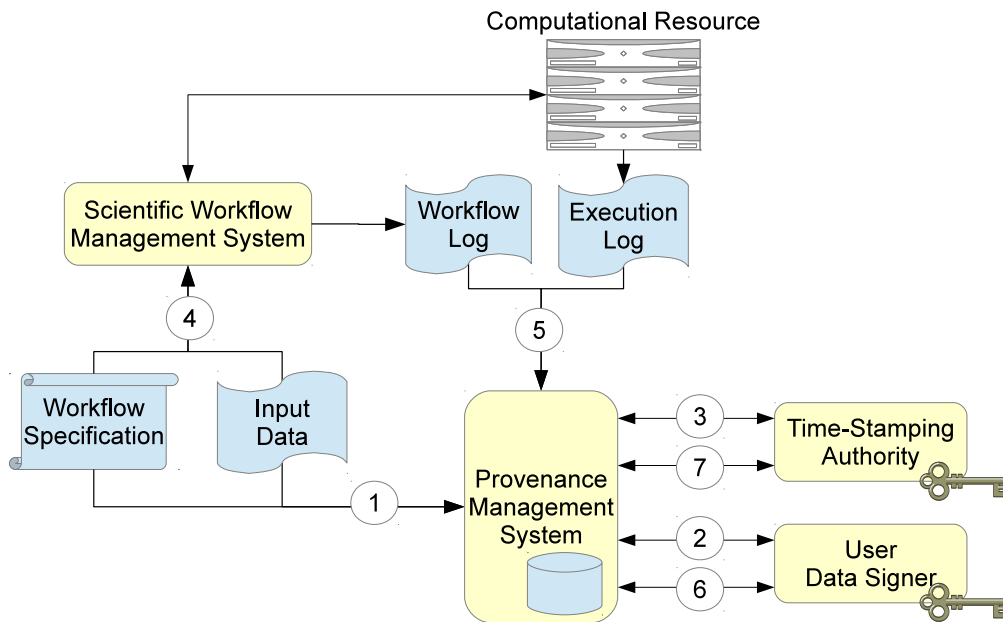 Computational Resource
Scientific Workflow
Management System
Workflow
Log
Execution
Log
4
5
Workflow
Specification
Input
Data
1
Provenance
Management
System
3
7
Time-Stamping
Authority
2
6
User
Data Signer